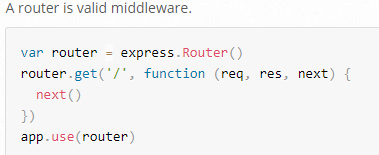 A router is valid middleware.
var router = express.Router()
router.get('/', function (req, res, next) {
  next()
})
app.use(router)